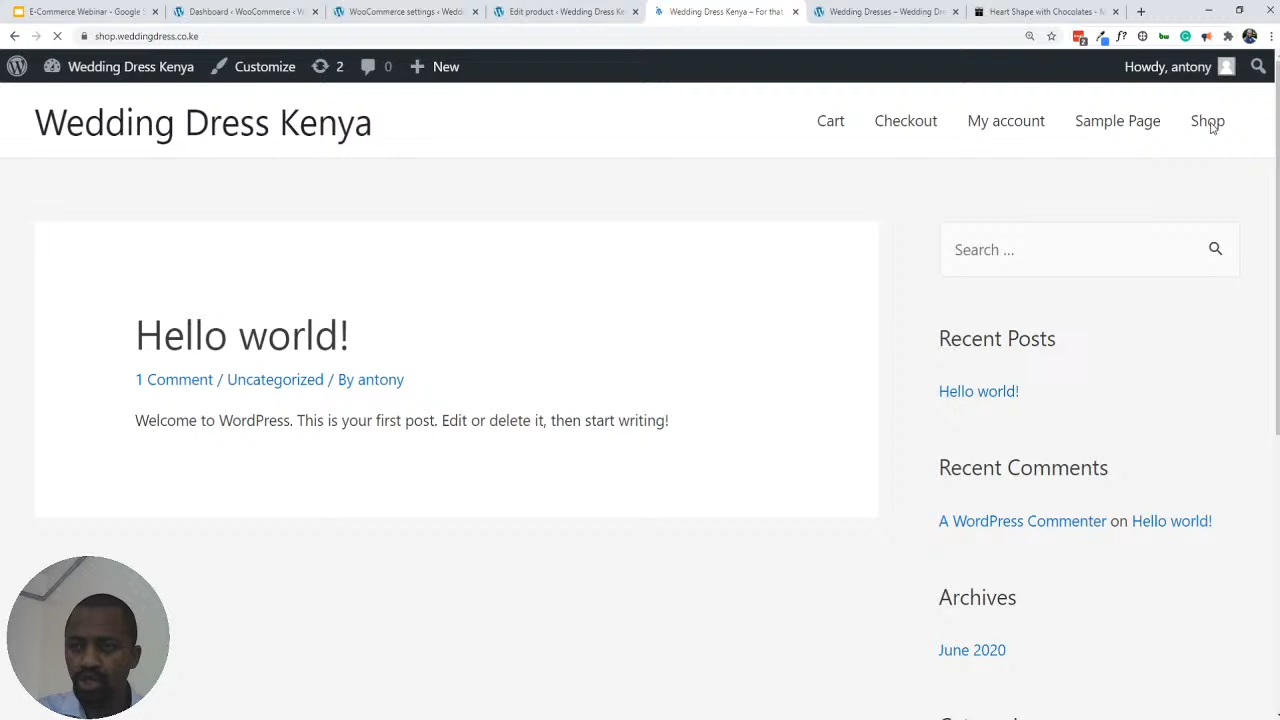 E-Commerce Webinar - Google S
Dashboard ‹ WooCommerce ‹ W
WooCommerce settings ‹ Weddi
Edit product ‹ Wedding Dress Ke
Wedding Dress Kenya – For that
Wedding Dresses – Wedding Dre
Heart Shape with Chocolates - M
shop.weddingdress.co.ke
Wedding Dress Kenya
Customize
2
0
New
Howdy, antony
Wedding Dress Kenya
Cart
Checkout
My account
Sample Page
Shop
Search ...
Hello world!
1 Comment / Uncategorized / By antony
Welcome to WordPress. This is your first post. Edit or delete it, then start writing!
Recent Posts
Hello world!
Recent Comments
A WordPress Commenter on Hello world!
Archives
June 2020